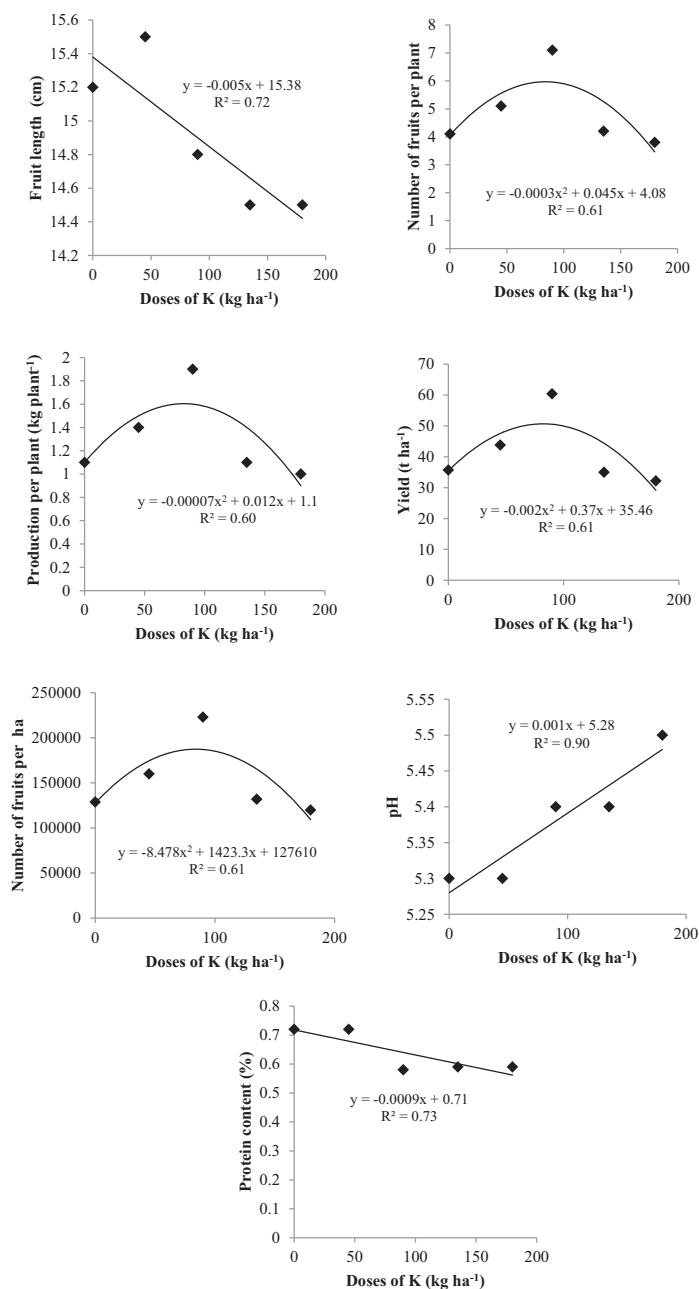 15.6
15.4
15.2
15
14.8
14.6
14.4
14.2
Fruit length (cm)
y = -0.005x + 15.38
R² = 0.72
0 50 100 150 200
Doses of K (kg ha⁻¹)
8
7
6
5
4
3
2
1
0
Number of fruits per plant
y = -0.0003x² + 0.045x + 4.08
R² = 0.61
0 50 100 150 200
Doses of K (kg ha⁻¹)
2
1.8
1.6
1.4
1.2
1
0.8
0.6
0.4
0.2
0
Production per plant (kg plant⁻¹)
y = -0.00007x² + 0.012x + 1.1
R² = 0.60
0 50 100 150 200
Doses of K (kg ha⁻¹)
70
60
50
40
30
20
10
0
Yield (t ha⁻¹)
y = -0.002x² + 0.37x + 35.46
R² = 0.61
0 100 200
Doses of K (kg ha⁻¹)
250000
200000
150000
100000
50000
0
Number of fruits per ha
y = -8.478x² + 1423.3x + 127610
R² = 0.61
0 100 200
Doses of K (kg ha⁻¹)
5.55
5.5
5.45
5.4
5.35
5.3
5.25
pH
y = 0.001x + 5.28
R² = 0.90
0 100 200
Doses of K (kg ha⁻¹)
0.8
0.7
0.6
0.5
0.4
0.3
0.2
0.1
0
Protein content (%)
y = -0.0009x + 0.71
R² = 0.73
0 50 100 150 200
Doses of K (kg ha⁻¹)